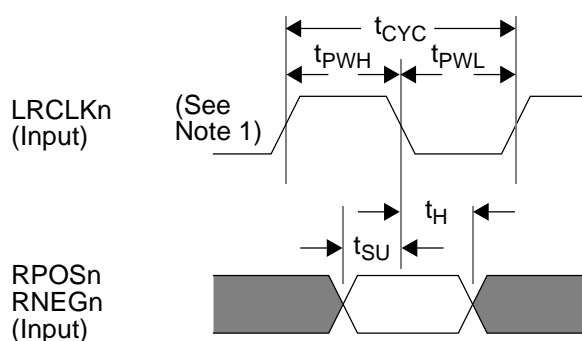 tCYC
tPWH tPWL
LRCLKn (See
(Input) Note 1)
tH
tSU
RPOSn
RNEGn
(Input)